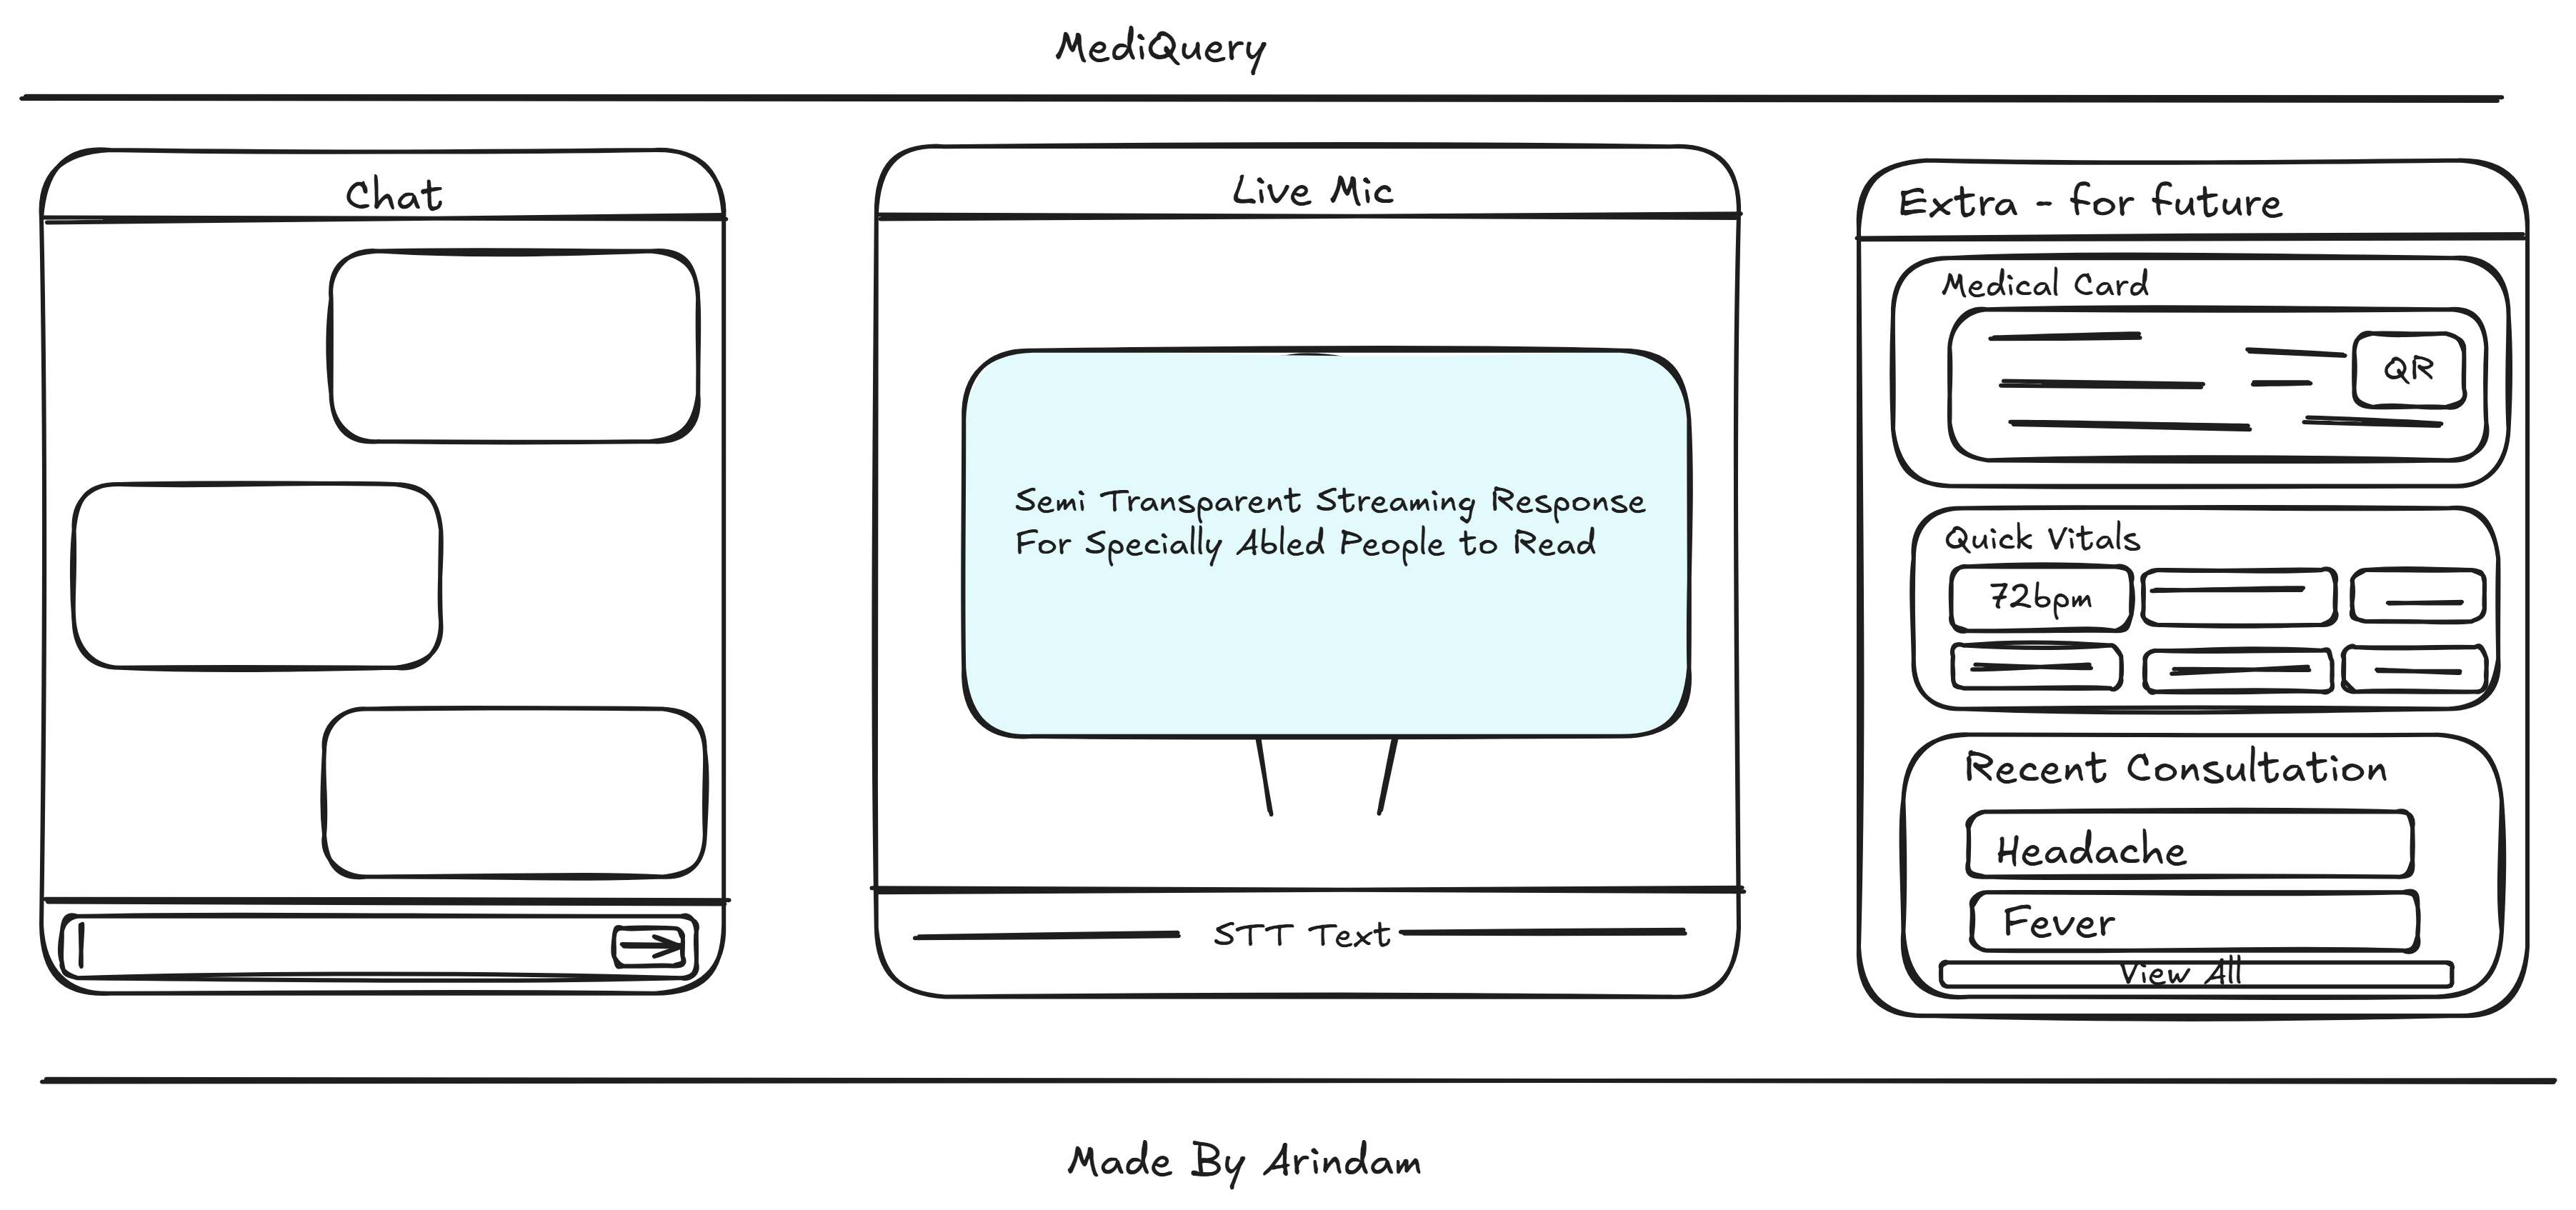 MediQuery
Chat
Live Mic
Semi Transparent Streaming Response
For Specially Abled People to Read
STT Text
Extra - for future
Medical Card
QR
Quick Vitals
72bpm
Recent Consultation
Headache
Fever
View All
Made By Arindam